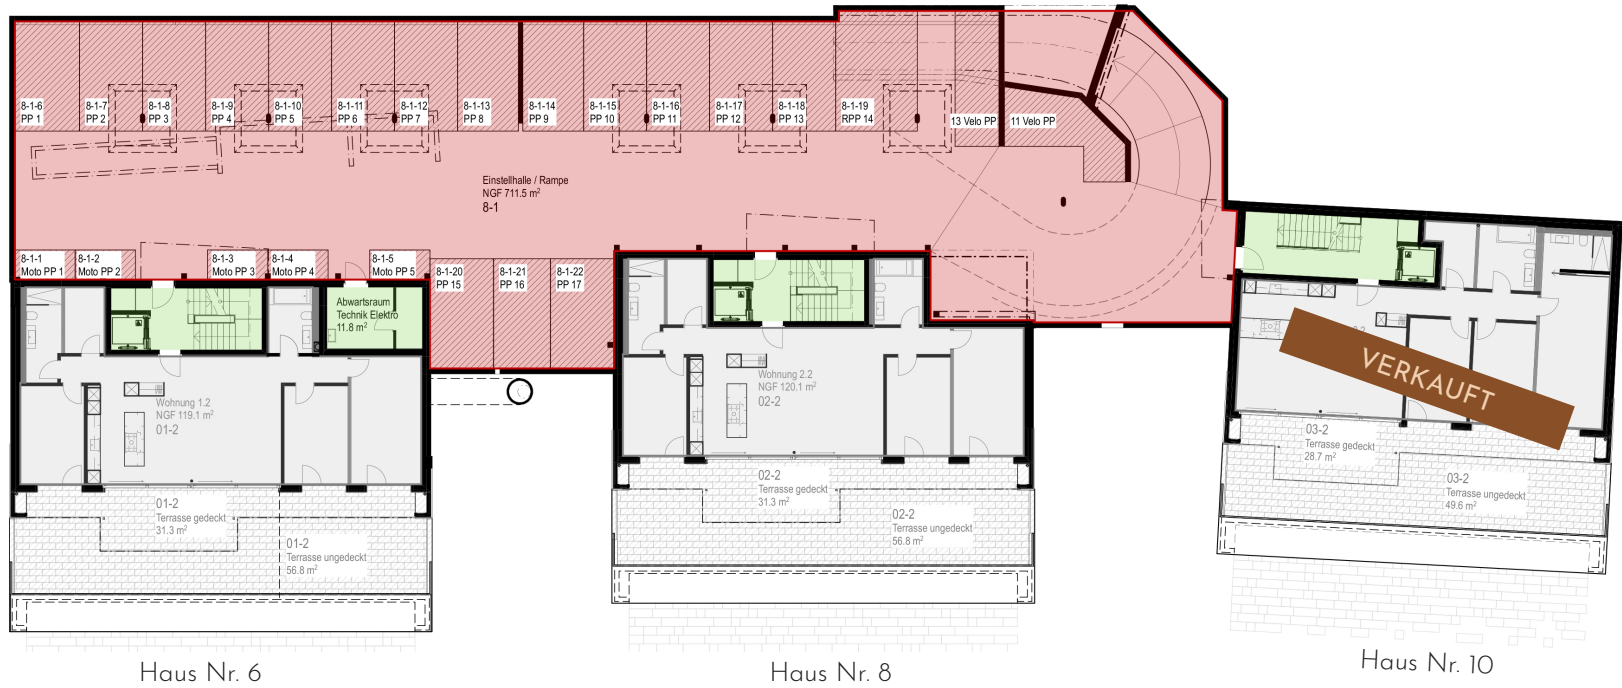 8-1-6
PP 1
8-1-7
PP 2
8-1-8
PP 3
8-1-9
PP 4
8-1-10
PP 5
8-1-11
PP 6
8-1-12
PP 7
8-1-13
PP 8
8-1-14
PP 9
8-1-15
PP 10
8-1-16
PP 11
8-1-17
PP 12
8-1-18
PP 13
8-1-19
RPP 14
13 Velo PP
11 Velo PP
Einstellhalle / Rampe
NGF 711.5 m²
8-1
8-1-1
Moto PP 1
8-1-2
Moto PP 2
8-1-3
Moto PP 3
8-1-4
Moto PP 4
8-1-5
Moto PP 5
8-1-20
PP 15
8-1-21
PP 16
8-1-22
PP 17
Abwartsraum
Technik Elektro
11.8 m²
Wohnung 1.2
NGF 119.1 m²
01-2
Wohnung 2.2
NGF 120.1 m²
02-2
VERKAUFT
01-2
Terrasse gedeckt
31.3 m²
01-2
Terrasse ungedeckt
56.8 m²
02-2
Terrasse gedeckt
31.3 m²
02-2
Terrasse ungedeckt
56.8 m²
03-2
Terrasse gedeckt
28.7 m²
03-2
Terrasse ungedeckt
49.6 m²
Haus Nr. 6
Haus Nr. 8
Haus Nr. 10